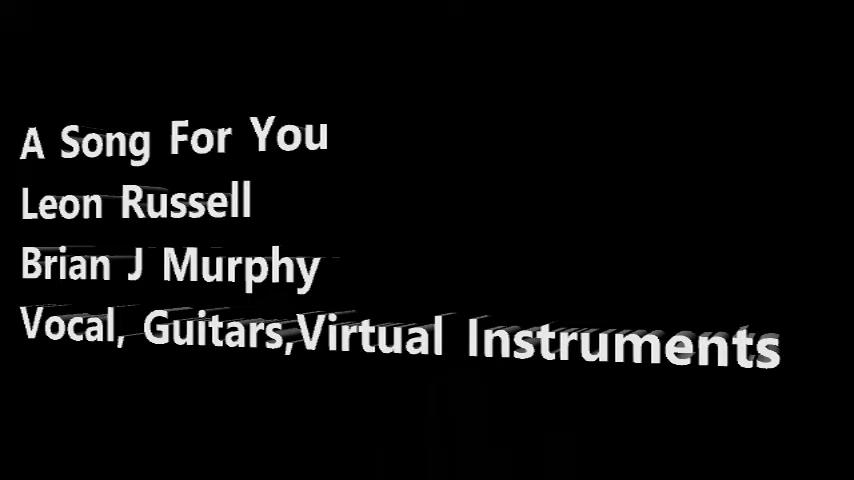 A Song For You
Leon Russell
Brian J Murphy
Vocal, Guitars,Virtual Instruments